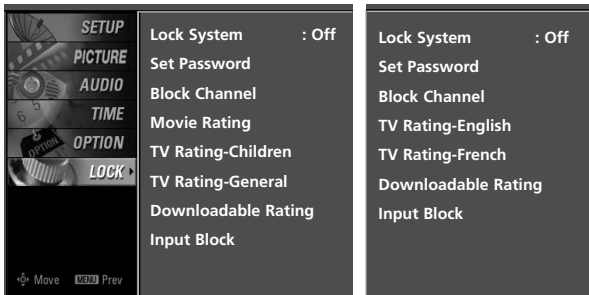 SETUP
PICTURE
AUDIO
TIME
OPTION
LOCK
Move MENU Prev
Lock System : Off
Set Password
Block Channel
Movie Rating
TV Rating-Children
TV Rating-General
Downloadable Rating
Input Block
Lock System : Off
Set Password
Block Channel
TV Rating-English
TV Rating-French
Downloadable Rating
Input Block